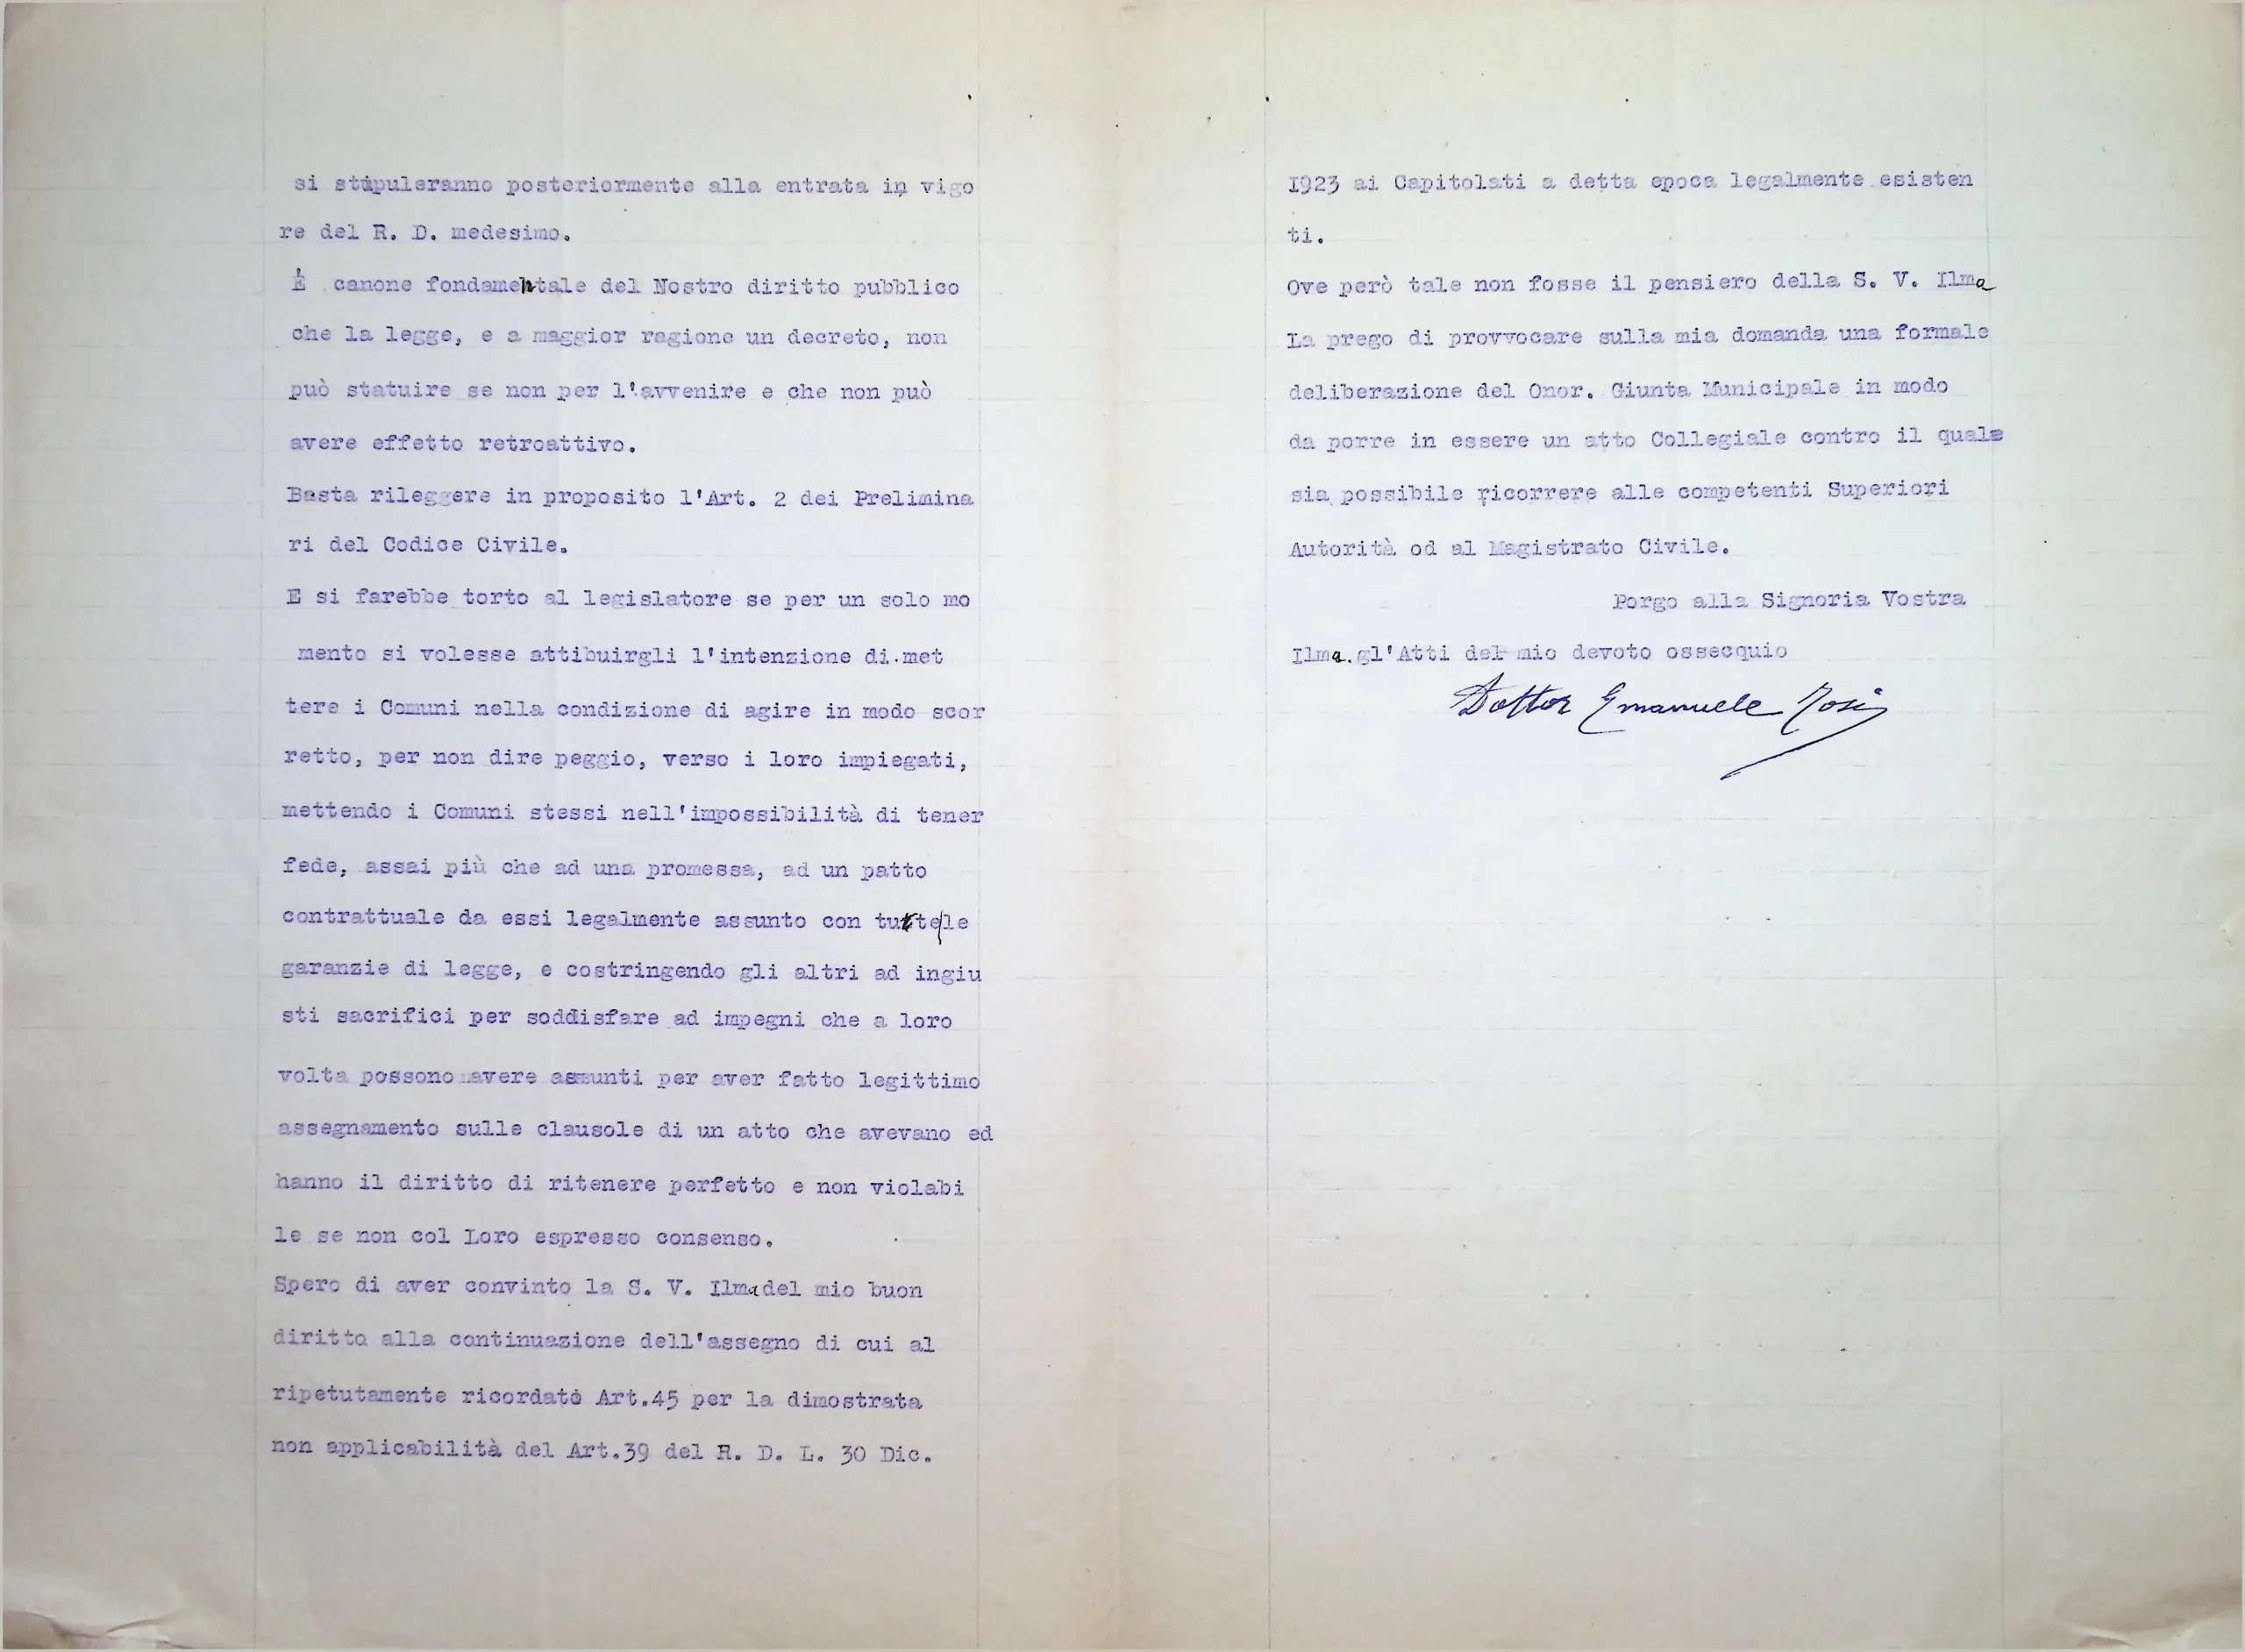 si stipuleranno posteriormente alla entrata in vigo
re del R. D. medesimo.
È canone fondamentale del Nostro diritto pubblico
che la legge, e a maggior ragione un decreto, non
può statuire se non per l'avvenire e che non può
avere effetto retroattivo.
Basta rileggere in proposito l'Art. 2 dei Prelimina
ri del Codice Civile.
E si farebbe torto al legislatore se per un solo mo
mento si volesse attibuirgli l'intenzione di met
tere i Comuni nella condizione di agire in modo scor
retto, per non dire peggio, verso i loro impiegati,
mettendo i Comuni stessi nell'impossibilità di tener
fede, assai più che ad una promessa, ad un patto
contrattuale da essi legalmente assunto con tutte le
garanzie di legge, e costringendo gli altri ad ingiu
sti sacrifici per soddisfare ad impegni che a loro
volta possono avere assunti per aver fatto legittimo
assegnamento sulle clausole di un atto che avevano ed
hanno il diritto di ritenere perfetto e non violabi
le se non col Loro espresso consenso.
Spero di aver convinto la S. V. Ilma del mio buon
diritto alla continuazione dell'assegno di cui al
ripetutamente ricordato Art.45 per la dimostrata
non applicabilità del Art.39 del R. D. L. 30 Dic.
1923 ai Capitolati a detta epoca legalmente esisten
ti.
Ove però tale non fosse il pensiero della S. V. Ilma
La prego di provvocare sulla mia domanda una formale
deliberazione del Onor. Giunta Municipale in modo
da porre in essere un atto Collegiale contro il quale
sia possibile ricorrere alle competenti Superiori
Autorità od al Magistrato Civile.
Porgo alla Signoria Vostra
Ilma. gl'Atti del mio devoto ossecquio
Dottor Emanuele